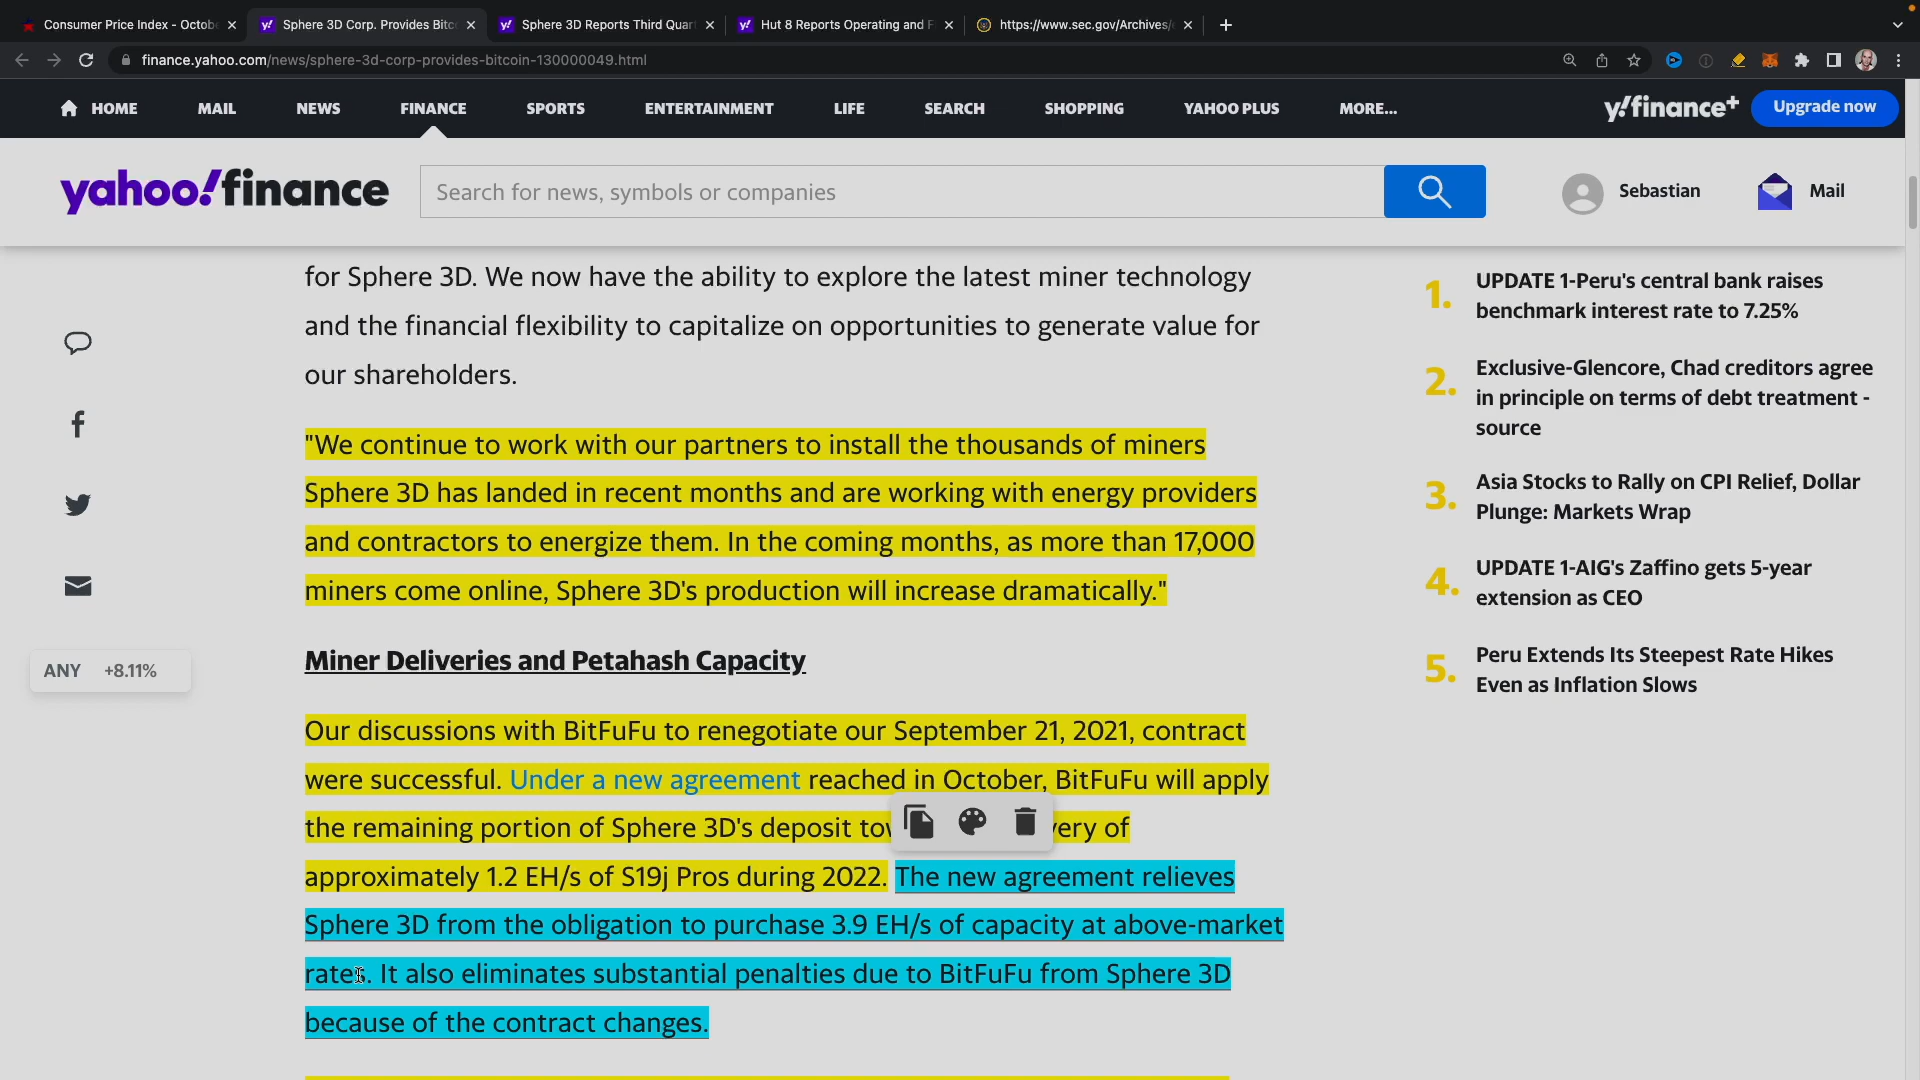 Consumer Price Index - Octob
Sphere 3D Corp. Provides Bitc
Sphere 3D Reports Third Quar
Hut 8 Reports Operating and F
https://www.sec.gov/Archives/
finance.yahoo.com/news/sphere-3d-corp-provides-bitcoin-130000049.html
HOME MAIL NEWS FINANCE SPORTS ENTERTAINMENT LIFE SEARCH SHOPPING YAHOO PLUS MORE...
y!finance+ Upgrade now
yahoo!finance
Search for news, symbols or companies
Sebastian
Mail
for Sphere 3D. We now have the ability to explore the latest miner technology
and the financial flexibility to capitalize on opportunities to generate value for
our shareholders.
"We continue to work with our partners to install the thousands of miners
Sphere 3D has landed in recent months and are working with energy providers
and contractors to energize them. In the coming months, as more than 17,000
miners come online, Sphere 3D's production will increase dramatically."
Miner Deliveries and Petahash Capacity
Our discussions with BitFuFu to renegotiate our September 21, 2021, contract
were successful. Under a new agreement reached in October, BitFuFu will apply
the remaining portion of Sphere 3D's deposit tow very of
approximately 1.2 EH/s of S19j Pros during 2022. The new agreement relieves
Sphere 3D from the obligation to purchase 3.9 EH/s of capacity at above-market
rates. It also eliminates substantial penalties due to BitFuFu from Sphere 3D
because of the contract changes.
ANY +8.11%
1. UPDATE 1-Peru's central bank raises
benchmark interest rate to 7.25%
2. Exclusive-Glencore, Chad creditors agree
in principle on terms of debt treatment -
source
3. Asia Stocks to Rally on CPI Relief, Dollar
Plunge: Markets Wrap
4. UPDATE 1-AIG's Zaffino gets 5-year
extension as CEO
5. Peru Extends Its Steepest Rate Hikes
Even as Inflation Slows